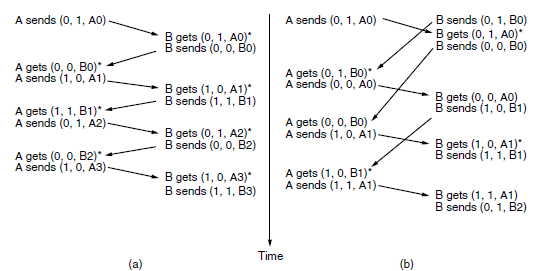 A sends (0, 1, A0)
B gets (0, 1, A0)*
B sends (0, 0, B0)
A gets (0, 0, B0)*
A sends (1, 0, A1)
B gets (1, 0, A1)*
B sends (1, 1, B1)
A gets (1, 1, B1)*
A sends (0, 1, A2)
B gets (0, 1, A2)*
B sends (0, 0, B2)
A gets (0, 0, B2)*
A sends (1, 0, A3)
B gets (1, 0, A3)*
B sends (1, 1, B3)
(a)
Time
A sends (0, 1, A0)
B sends (0, 1, B0)
B gets (0, 1, A0)*
B sends (0, 0, B0)
A gets (0, 1, B0)*
A sends (0, 0, A0)
B gets (0, 0, A0)
B sends (1, 0, B1)
A gets (0, 0, B0)
A sends (1, 0, A1)
B gets (1, 0, A1)*
B sends (1, 1, B1)
A gets (1, 0, B1)*
A sends (1, 1, A1)
B gets (1, 1, A1)
B sends (0, 1, B2)
(b)